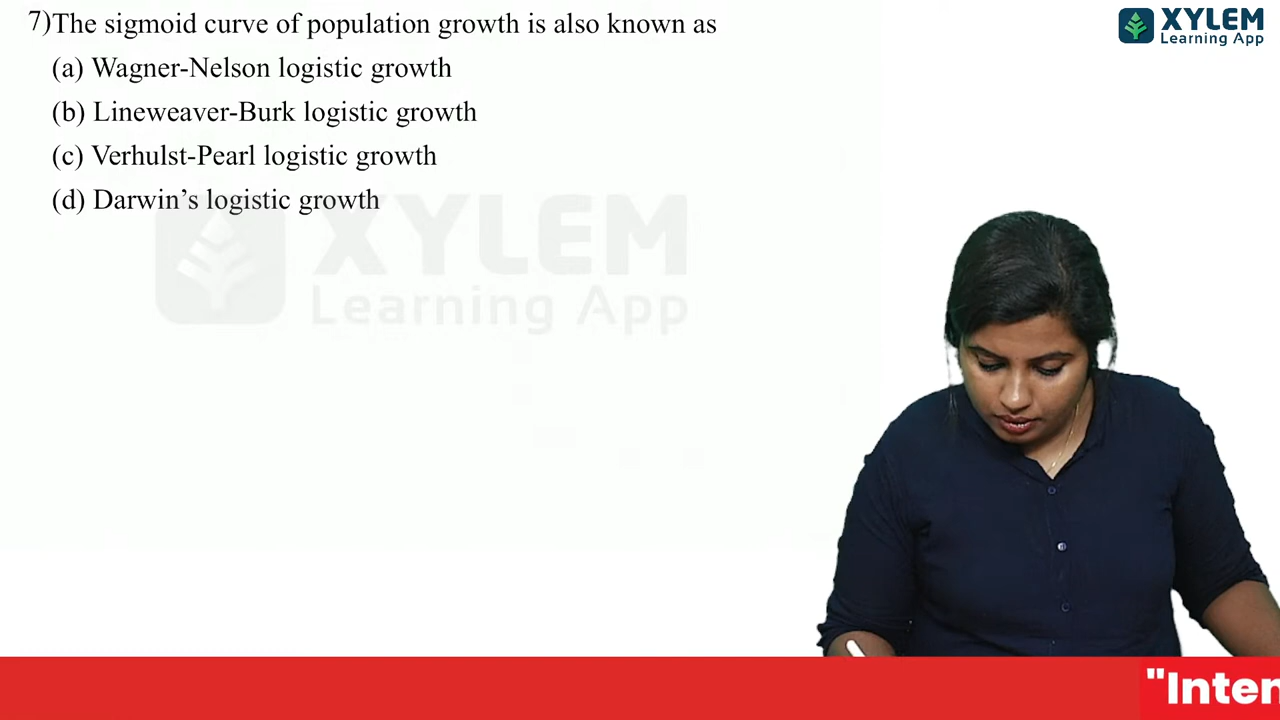 7)The sigmoid curve of population growth is also known as
(a) Wagner-Nelson logistic growth
(b) Lineweaver-Burk logistic growth
(c) Verhulst-Pearl logistic growth
(d) Darwin’s logistic growth
XYLEM
Learning App
XYLEM
Learning App
"Inten